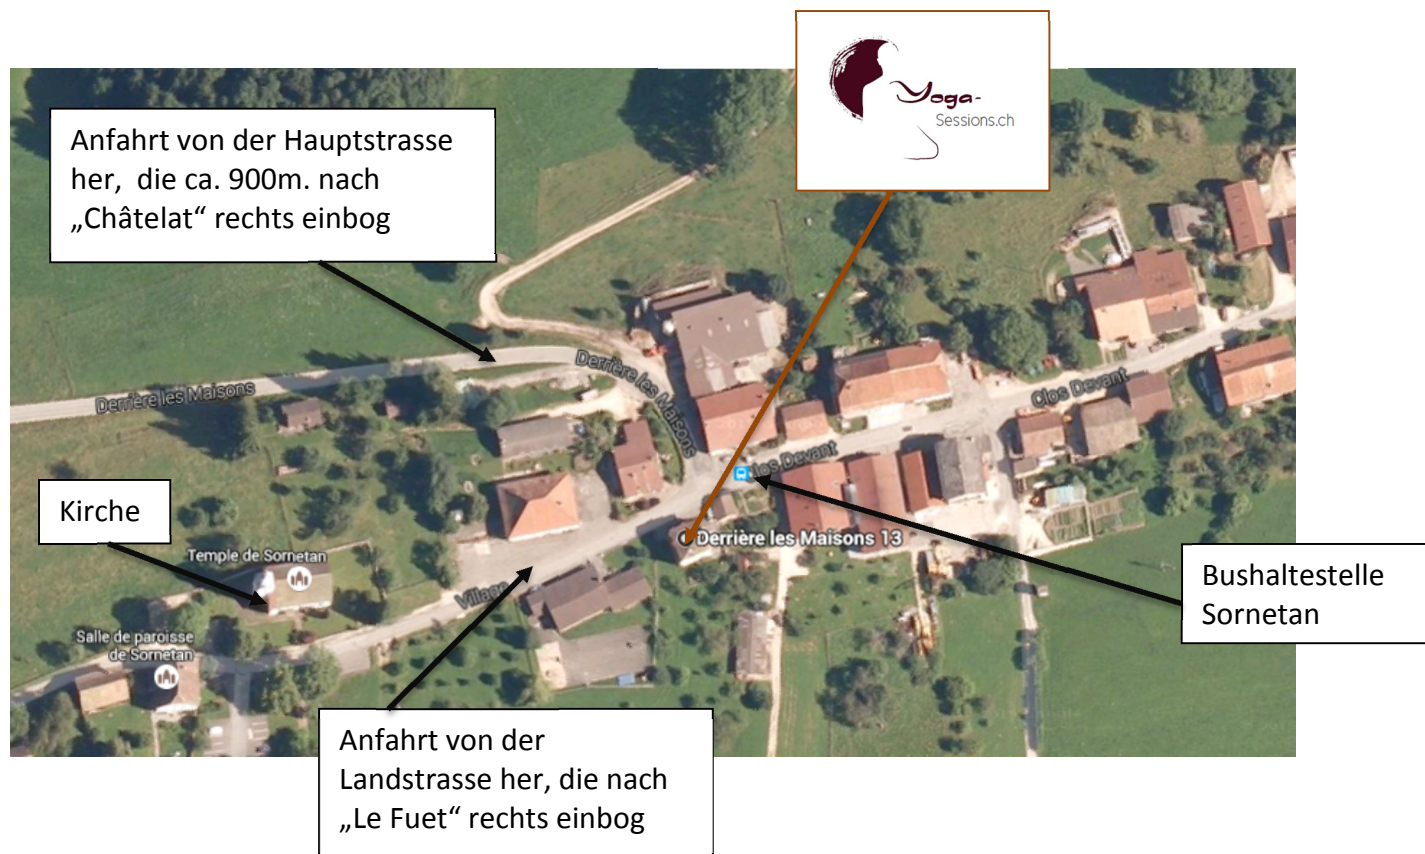 Yoga-
Sessions.ch
Anfahrt von der Hauptstrasse
her, die ca. 900m. nach
„Châtelat“ rechts einbog
Derrière les Maisons
Derrière les Maisons
Clos Devant
Clos Devant
Kirche
Derrière les Maisons 13
Temple de Sornetan
Village
Bushaltestelle
Sornetan
Salle de paroisse
de Sornetan
Anfahrt von der
Landstrasse her, die nach
„Le Fuet“ rechts einbog